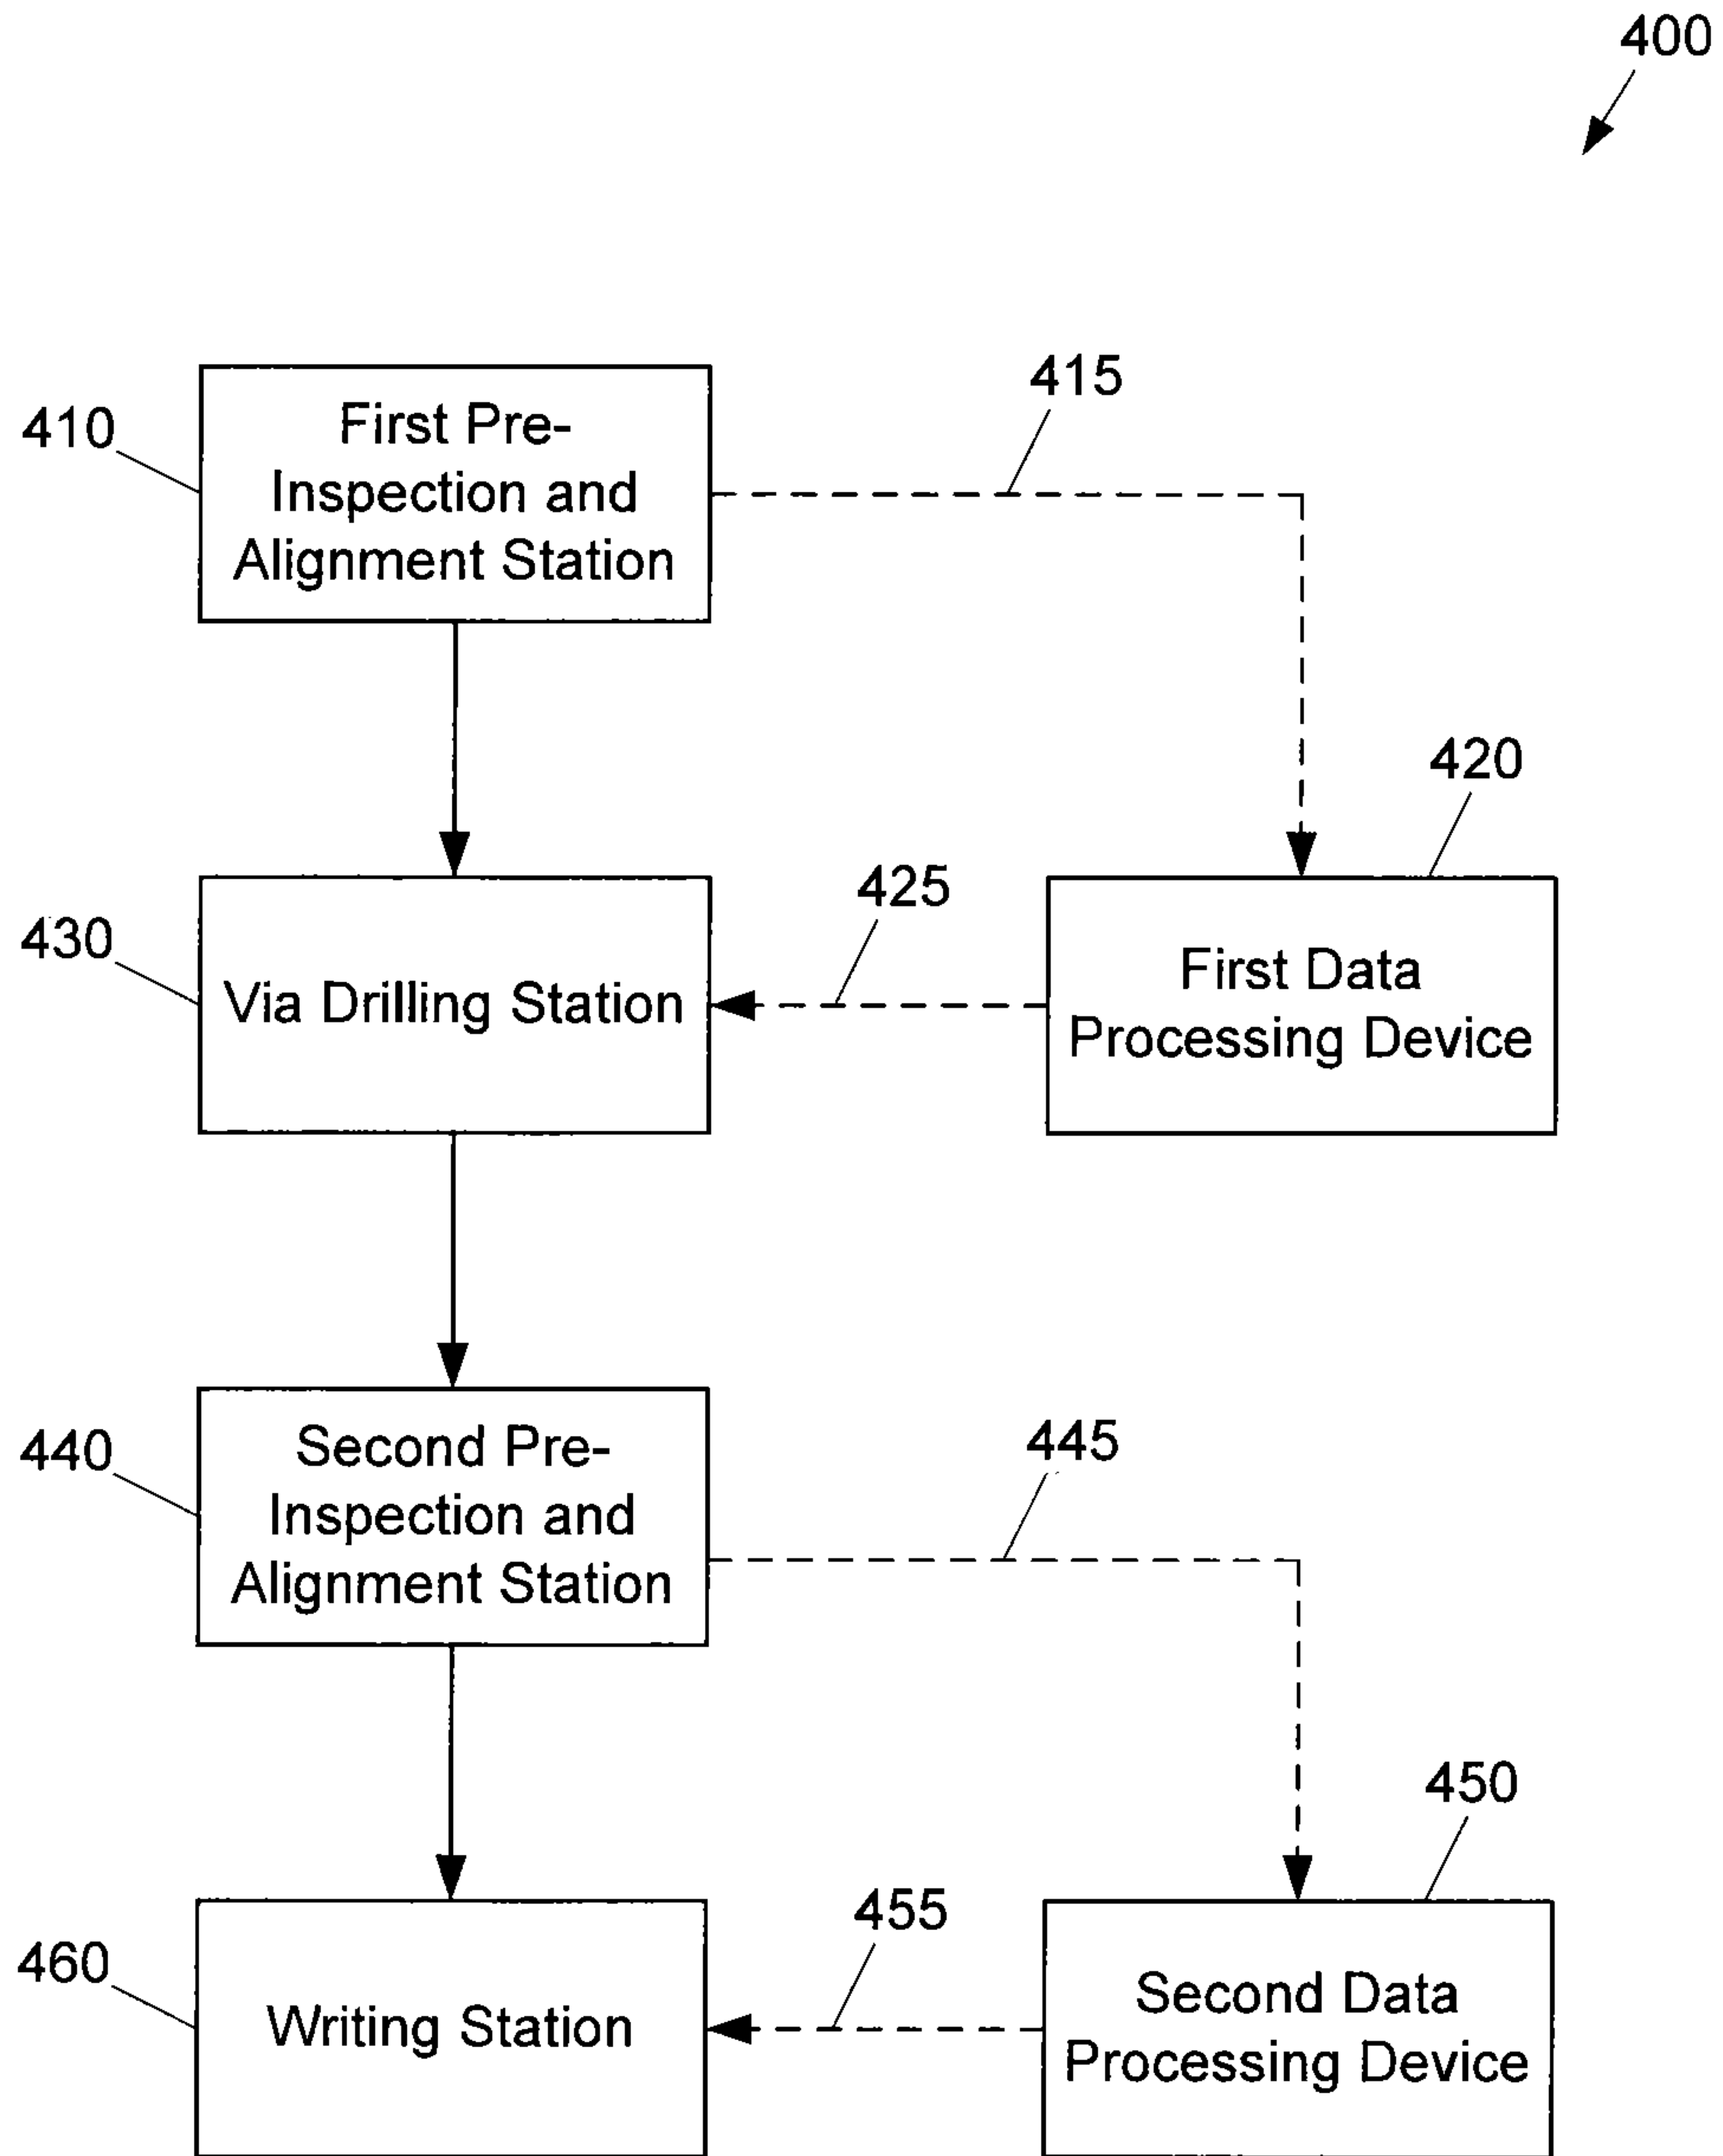 400
415
410
First Pre-
Inspection and
Alignment Station
420
425
430
Via Drilling Station
First Data
Processing Device
440
Second Pre-
Inspection and
Alignment Station
445
450
455
460
Writing Station
Second Data
Processing Device